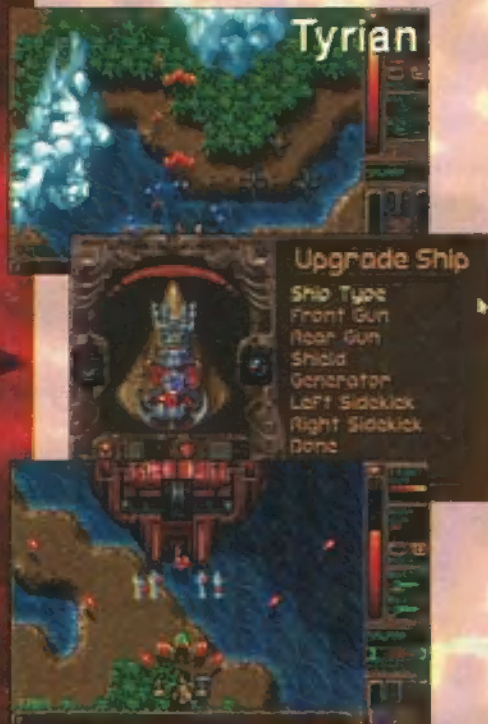 Tyrian
Upgrade Ship
Ship Type
Front Gun
Rear Gun
Shield
Generator
Left Sidekick
Right Sidekick
Done